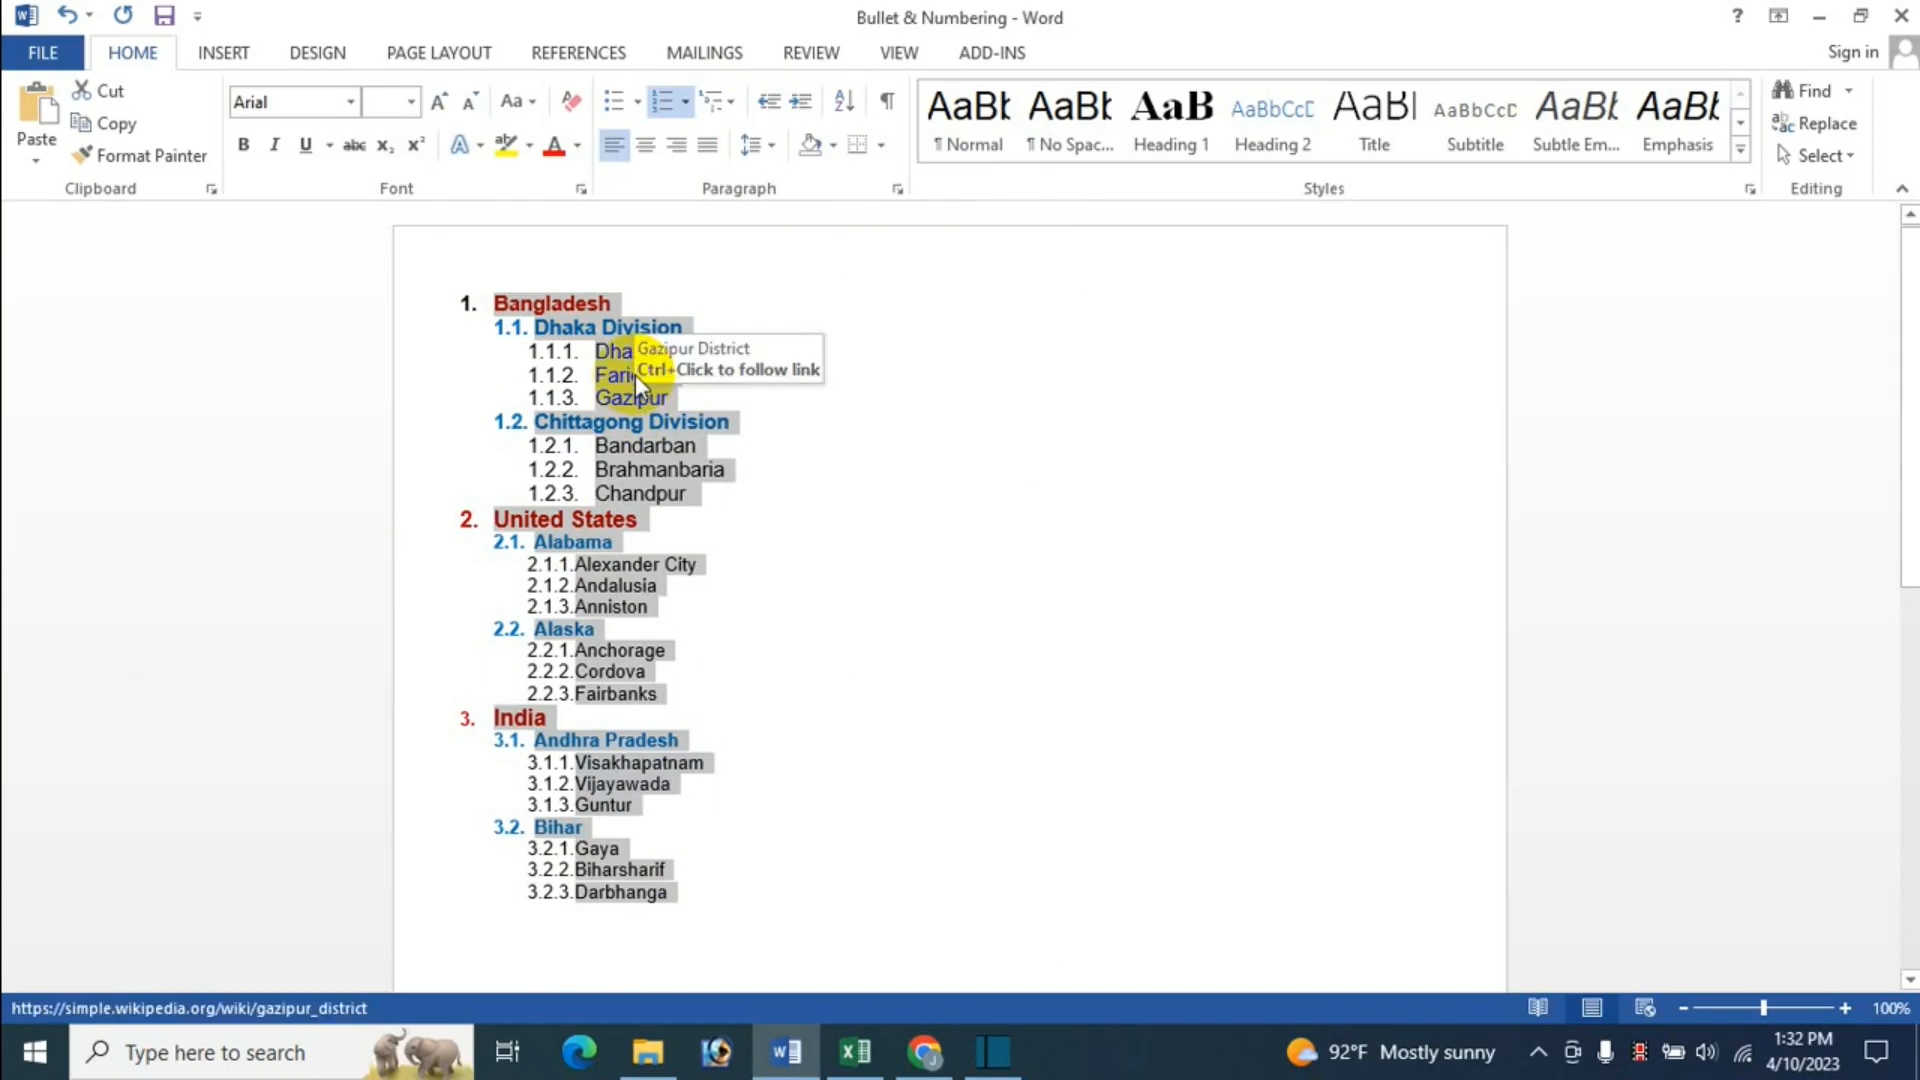 Bullet & Numbering - Word
?
FILE HOME INSERT DESIGN PAGE LAYOUT REFERENCES MAILINGS REVIEW VIEW ADD-INS Sign in
Paste
Cut
Copy
Format Painter
Clipboard
Arial
Aa
B I U abc x₂ x² A A
Font
Paragraph
AaBb AaBb AaB AaBbCcD AaBl AaBbCcD AaBb AaBb
¶ Normal ¶ No Spac... Heading 1 Heading 2 Title Subtitle Subtle Em... Emphasis
Styles
Find
Replace
Select
Editing
1. Bangladesh
1.1. Dhaka Division
1.1.1. Dha
Gazipur District
Ctrl+Click to follow link
1.1.2. Fari
1.1.3. Gazipur
1.2. Chittagong Division
1.2.1. Bandarban
1.2.2. Brahmanbaria
1.2.3. Chandpur
2. United States
2.1. Alabama
2.1.1. Alexander City
2.1.2. Andalusia
2.1.3. Anniston
2.2. Alaska
2.2.1. Anchorage
2.2.2. Cordova
2.2.3. Fairbanks
3. India
3.1. Andhra Pradesh
3.1.1. Visakhapatnam
3.1.2. Vijayawada
3.1.3. Guntur
3.2. Bihar
3.2.1. Gaya
3.2.2. Biharsharif
3.2.3. Darbhanga
https://simple.wikipedia.org/wiki/gazipur_district 100%
Type here to search
92°F Mostly sunny
1:32 PM
4/10/2023